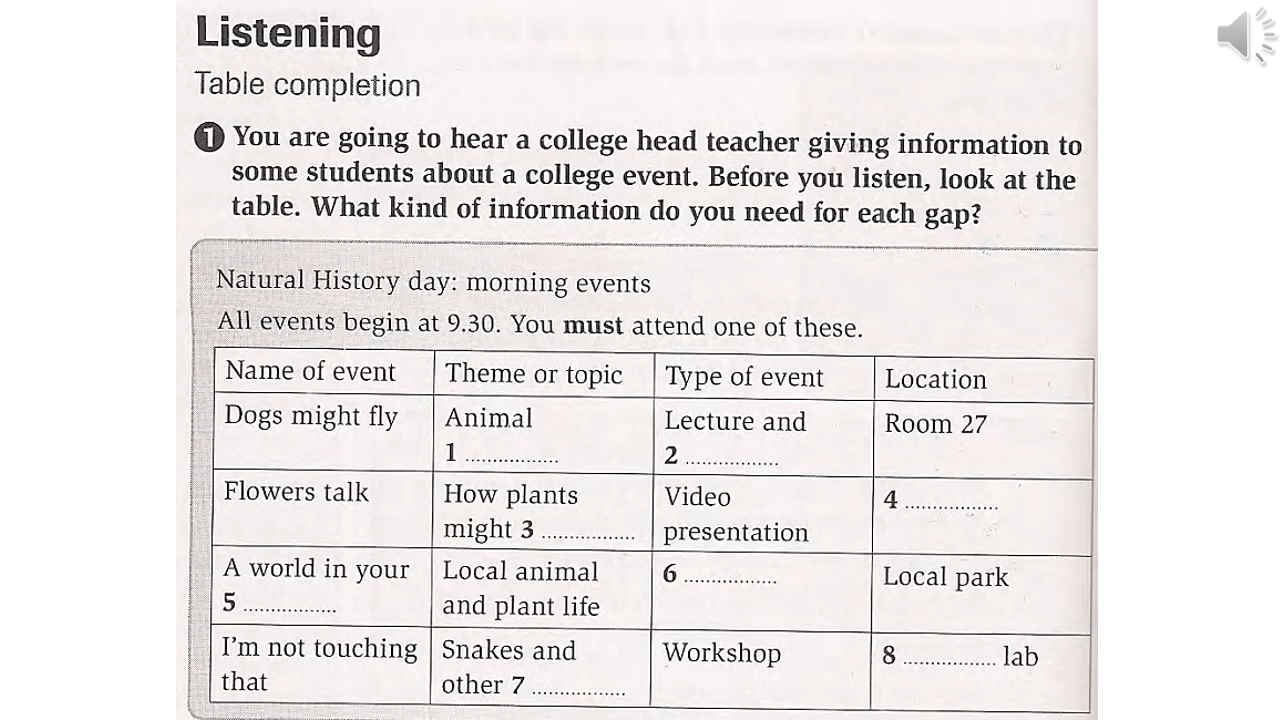 Listening
Table completion
1 You are going to hear a college head teacher giving information to
some students about a college event. Before you listen, look at the
table. What kind of information do you need for each gap?
Natural History day: morning events
All events begin at 9.30. You must attend one of these.
Name of event Theme or topic Type of event Location
Dogs might fly Animal Lecture and Room 27
1 ................ 2 ................
Flowers talk How plants Video 4 ................
might 3 ................ presentation
A world in your Local animal 6 ................ Local park
5 ................ and plant life
I'm not touching Snakes and Workshop 8 ................ lab
that other 7 ................